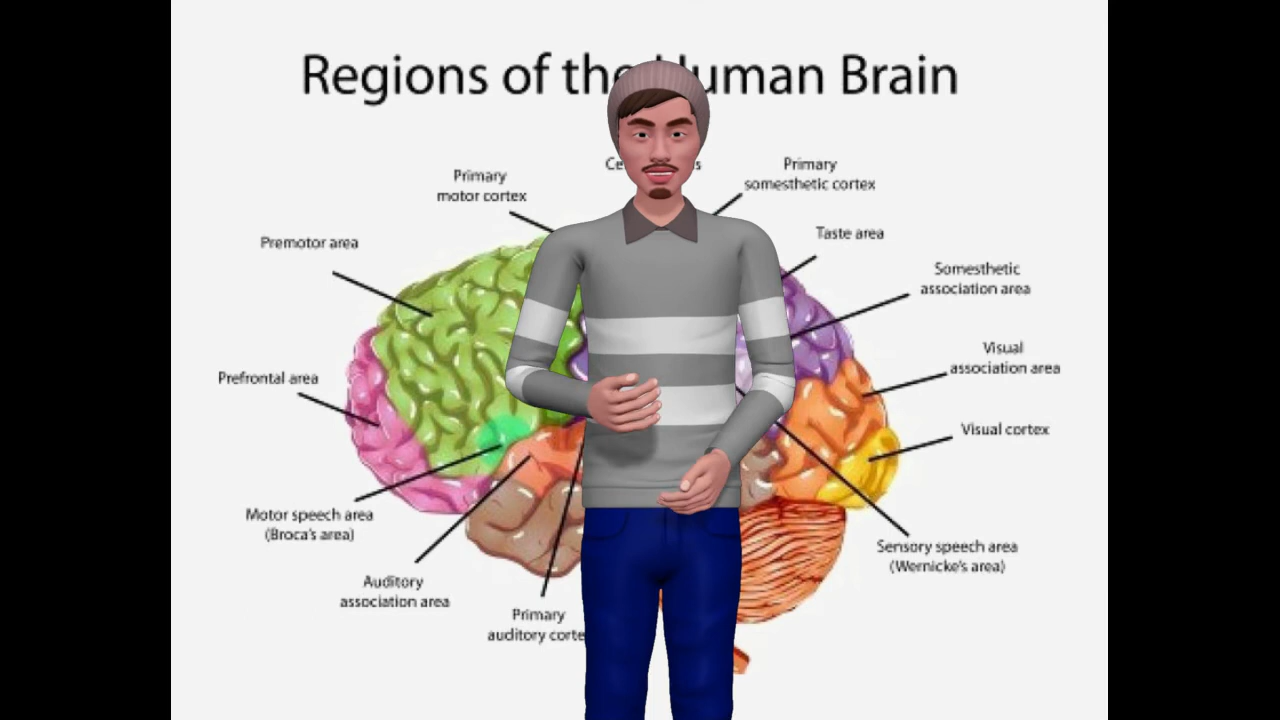 Regions of the Human Brain
Primary
motor cortex
Primary
somesthetic cortex
Premotor area
Taste area
Somesthetic
association area
Visual
association area
Prefrontal area
Visual cortex
Motor speech area
(Broca's area)
Sensory speech area
(Wernicke's area)
Auditory
association area
Primary
auditory corte